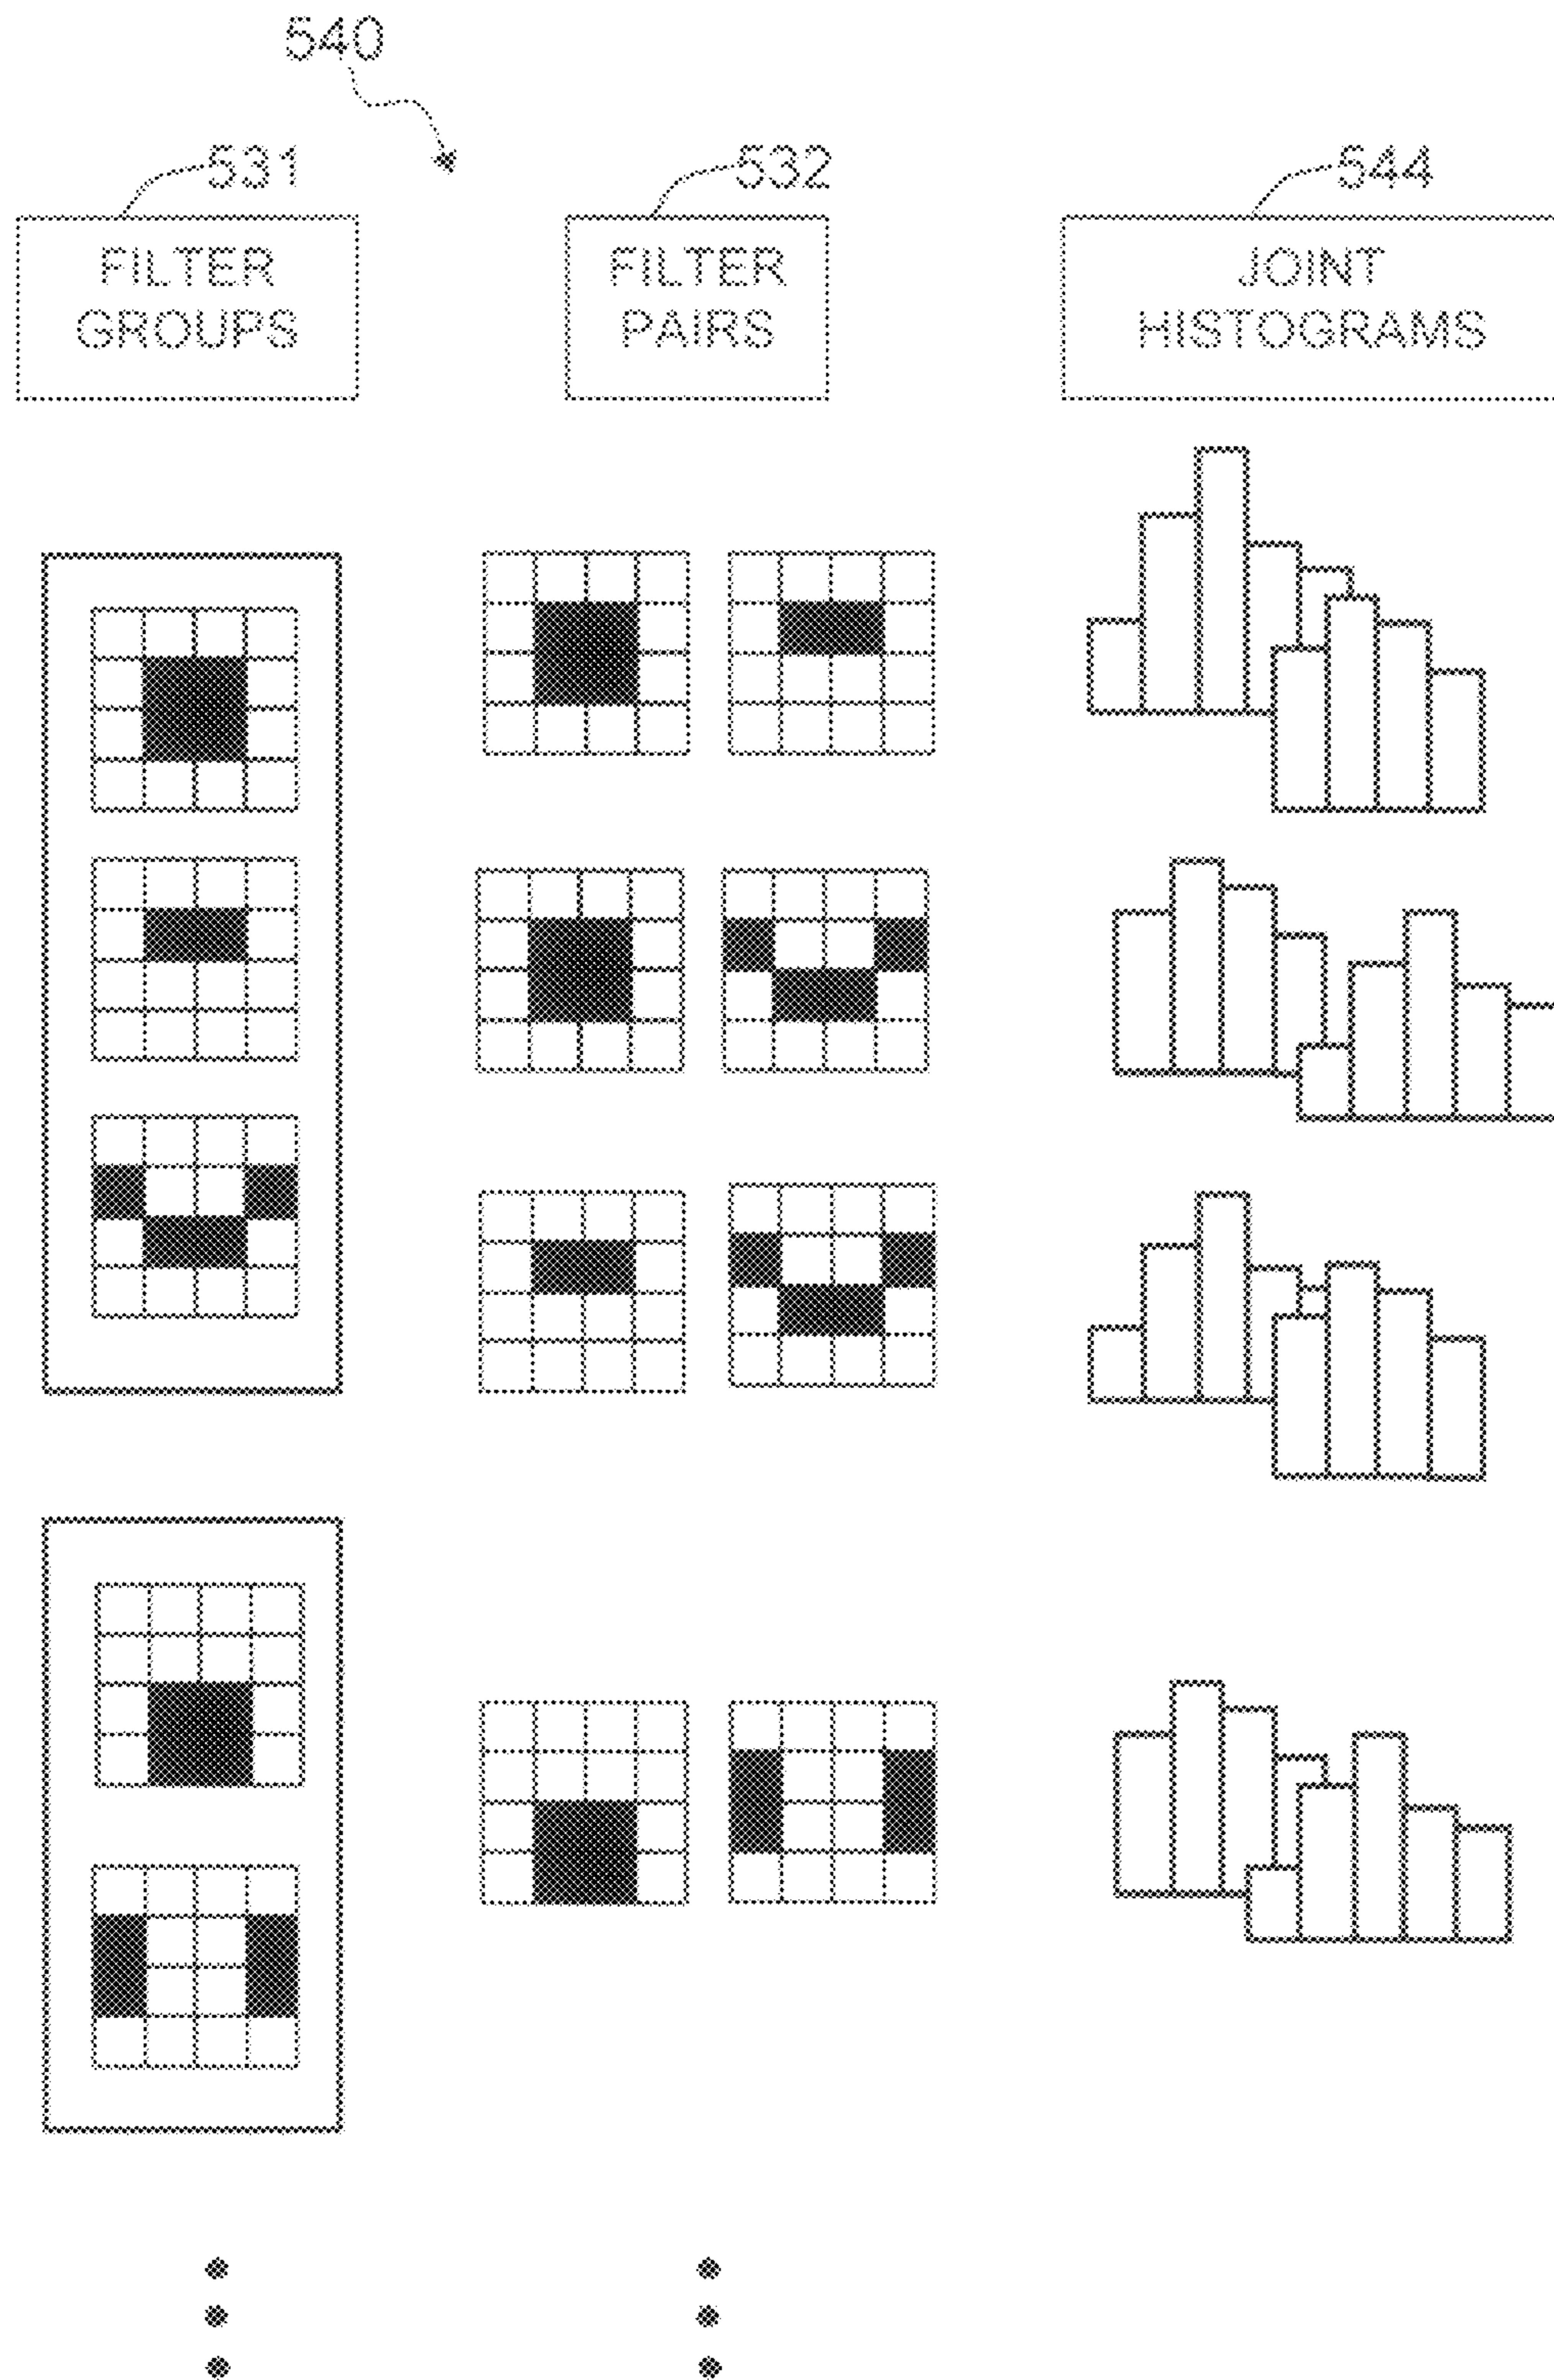 540
531
532
544
FILTER
GROUPS
FILTER
PAIRS
JOINT
HISTOGRAMS